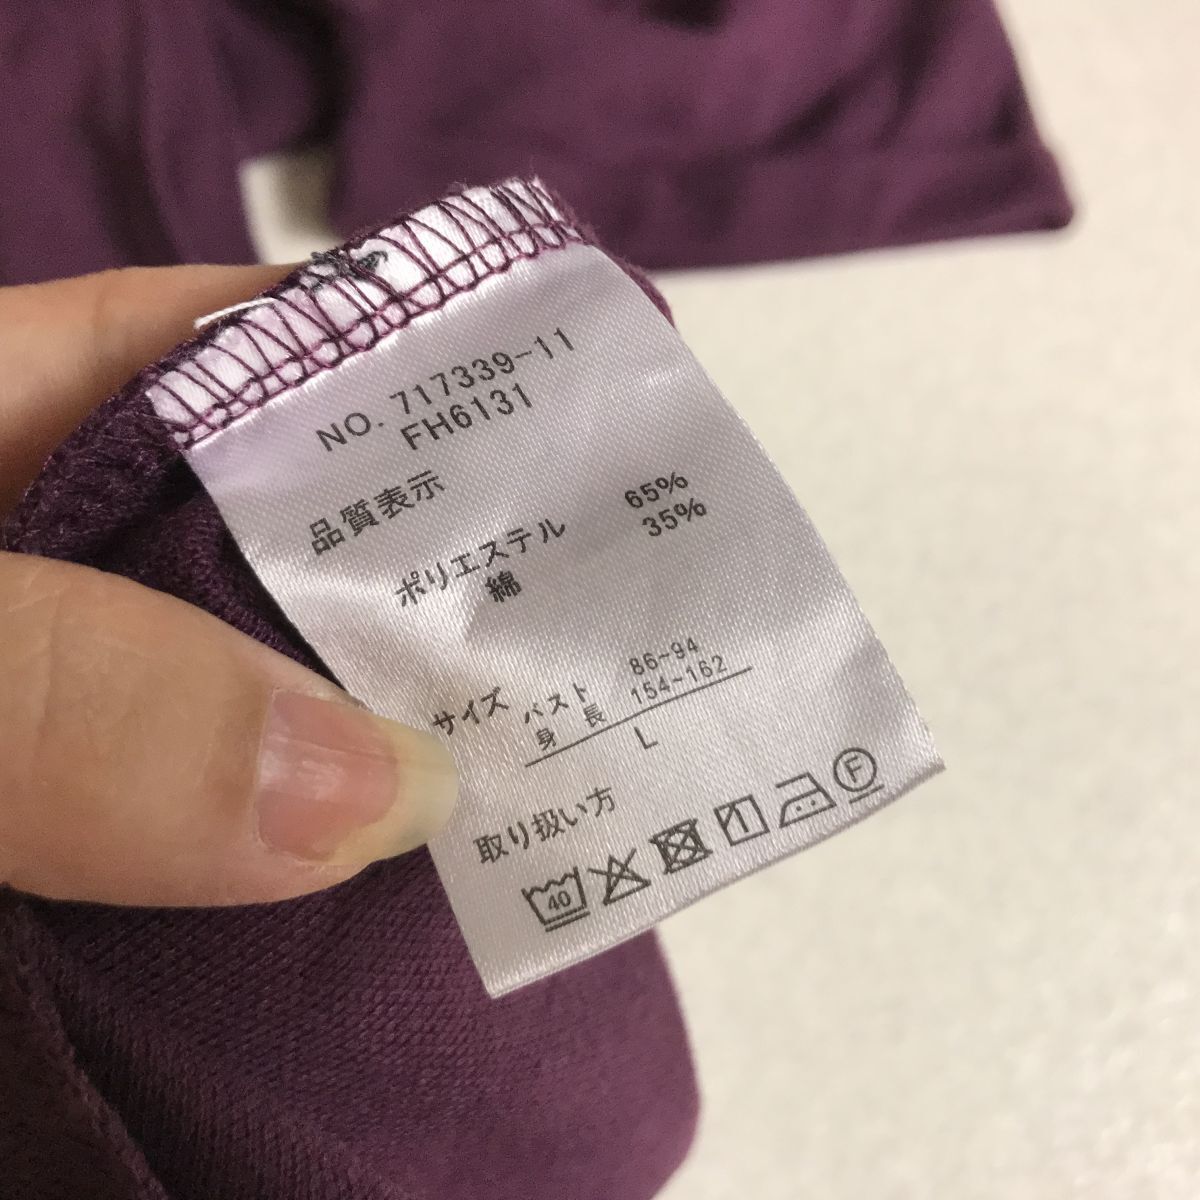 NO. 717339-11
FH6131
品質表示
ポリエステル 65%
綿 35%
サイズ バスト 86~94
身長 154~162
L
取り扱い方
40 F